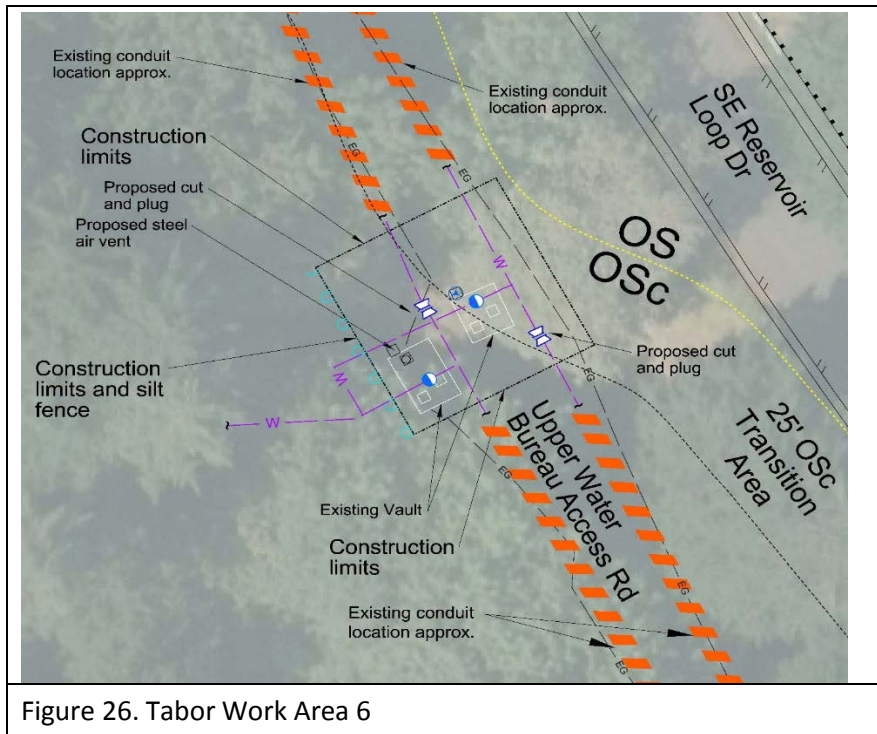 Existing conduit
location approx.
Existing conduit
location approx.
SE Reservoir
Loop Dr
Construction
limits
EG
EG
Proposed cut
and plug
Proposed steel
air vent
OS
OSc
W
Construction
limits and silt
fence
W
W
EG
Proposed cut
and plug
25' OSc
Transition
Area
Upper Water
Bureau Access Rd
EG
EG
Existing Vault
Construction
limits
EG
Existing conduit
location approx.
EG
EG
Figure 26. Tabor Work Area 6